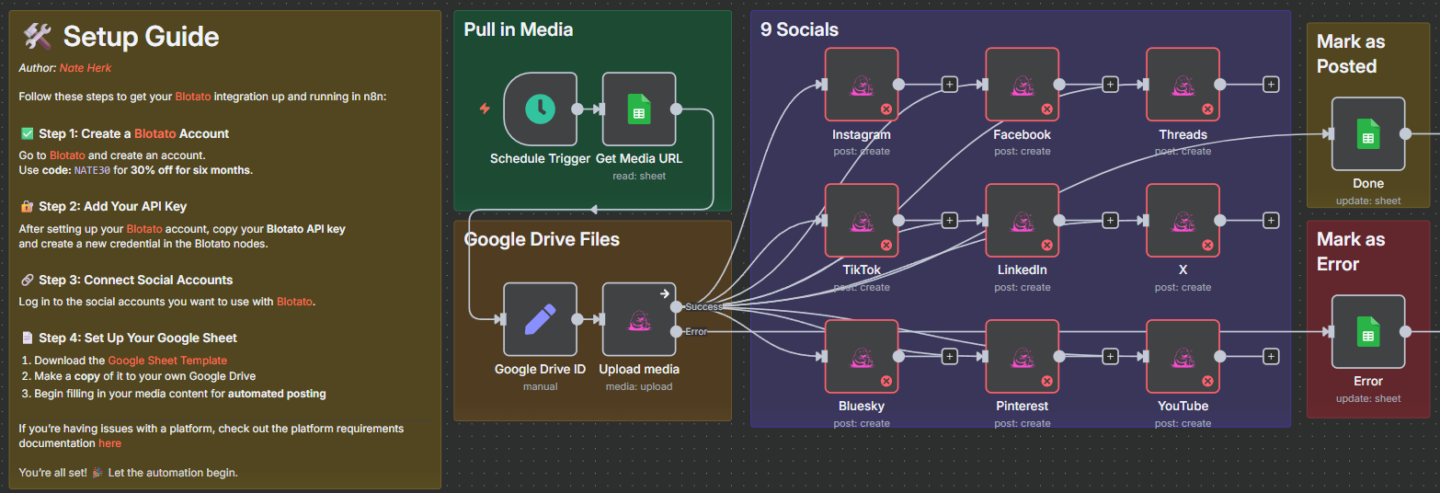 🛠️ Setup Guide
Author: Nate Herk
Follow these steps to get your Blotato integration up and running in n8n:
✅ Step 1: Create a Blotato Account
Go to Blotato and create an account.
Use code: NATE30 for 30% off for six months.
🔐 Step 2: Add Your API Key
After setting up your Blotato account, copy your Blotato API key
and create a new credential in the Blotato nodes.
🔗 Step 3: Connect Social Accounts
Log in to the social accounts you want to use with Blotato.
📄 Step 4: Set Up Your Google Sheet
1. Download the Google Sheet Template
2. Make a copy of it to your own Google Drive
3. Begin filling in your media content for automated posting
If you're having issues with a platform, check out the platform requirements
documentation here
You're all set! 🎉 Let the automation begin.
Pull in Media
Schedule Trigger
Get Media URL
read: sheet
Google Drive Files
Google Drive ID
manual
Upload media
media: upload
Success
Error
9 Socials
Instagram
post: create
Facebook
post: create
Threads
post: create
TikTok
post: create
LinkedIn
post: create
X
post: create
Bluesky
post: create
Pinterest
post: create
YouTube
post: create
Mark as
Posted
Done
update: sheet
Mark as
Error
Error
update: sheet